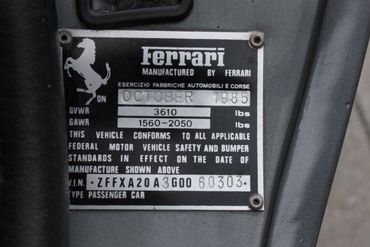 Ferrari
MANUFACTURED BY FERRARI
ESERCIZIO FABBRICHE AUTOMOBILI E CORSE
ON OCTOBER 1985
GVWR 3610 lbs
GAWR 1560-2050 lbs
THIS VEHICLE CONFORMS TO ALL APPLICABLE
FEDERAL MOTOR VEHICLE SAFETY AND BUMPER
STANDARDS IN EFFECT ON THE DATE OF
MANUFACTURE SHOWN ABOVE
V.I.N. *ZFFXA20A3G0060303*
TYPE PASSENGER CAR